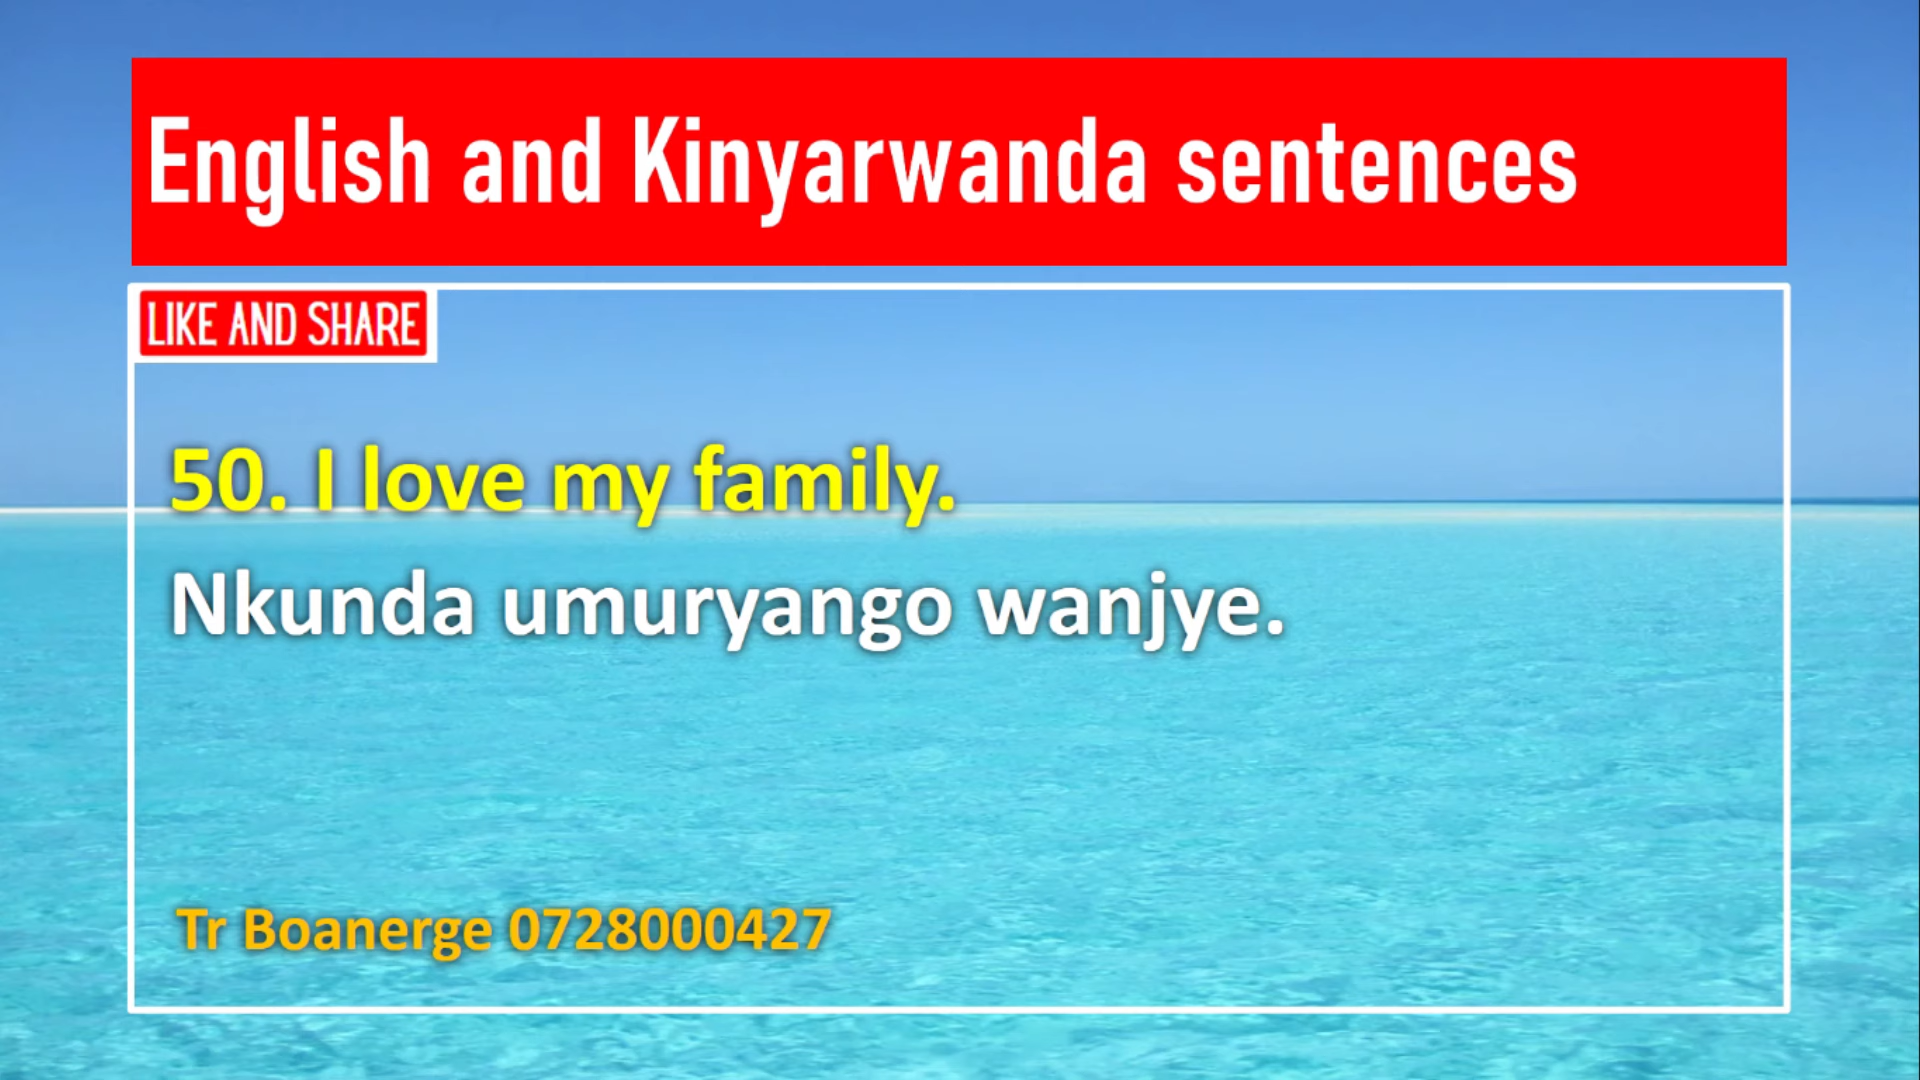 English and Kinyarwanda sentences
LIKE AND SHARE
50. I love my family.
Nkunda umuryango wanjye.
Tr Boanerge 0728000427